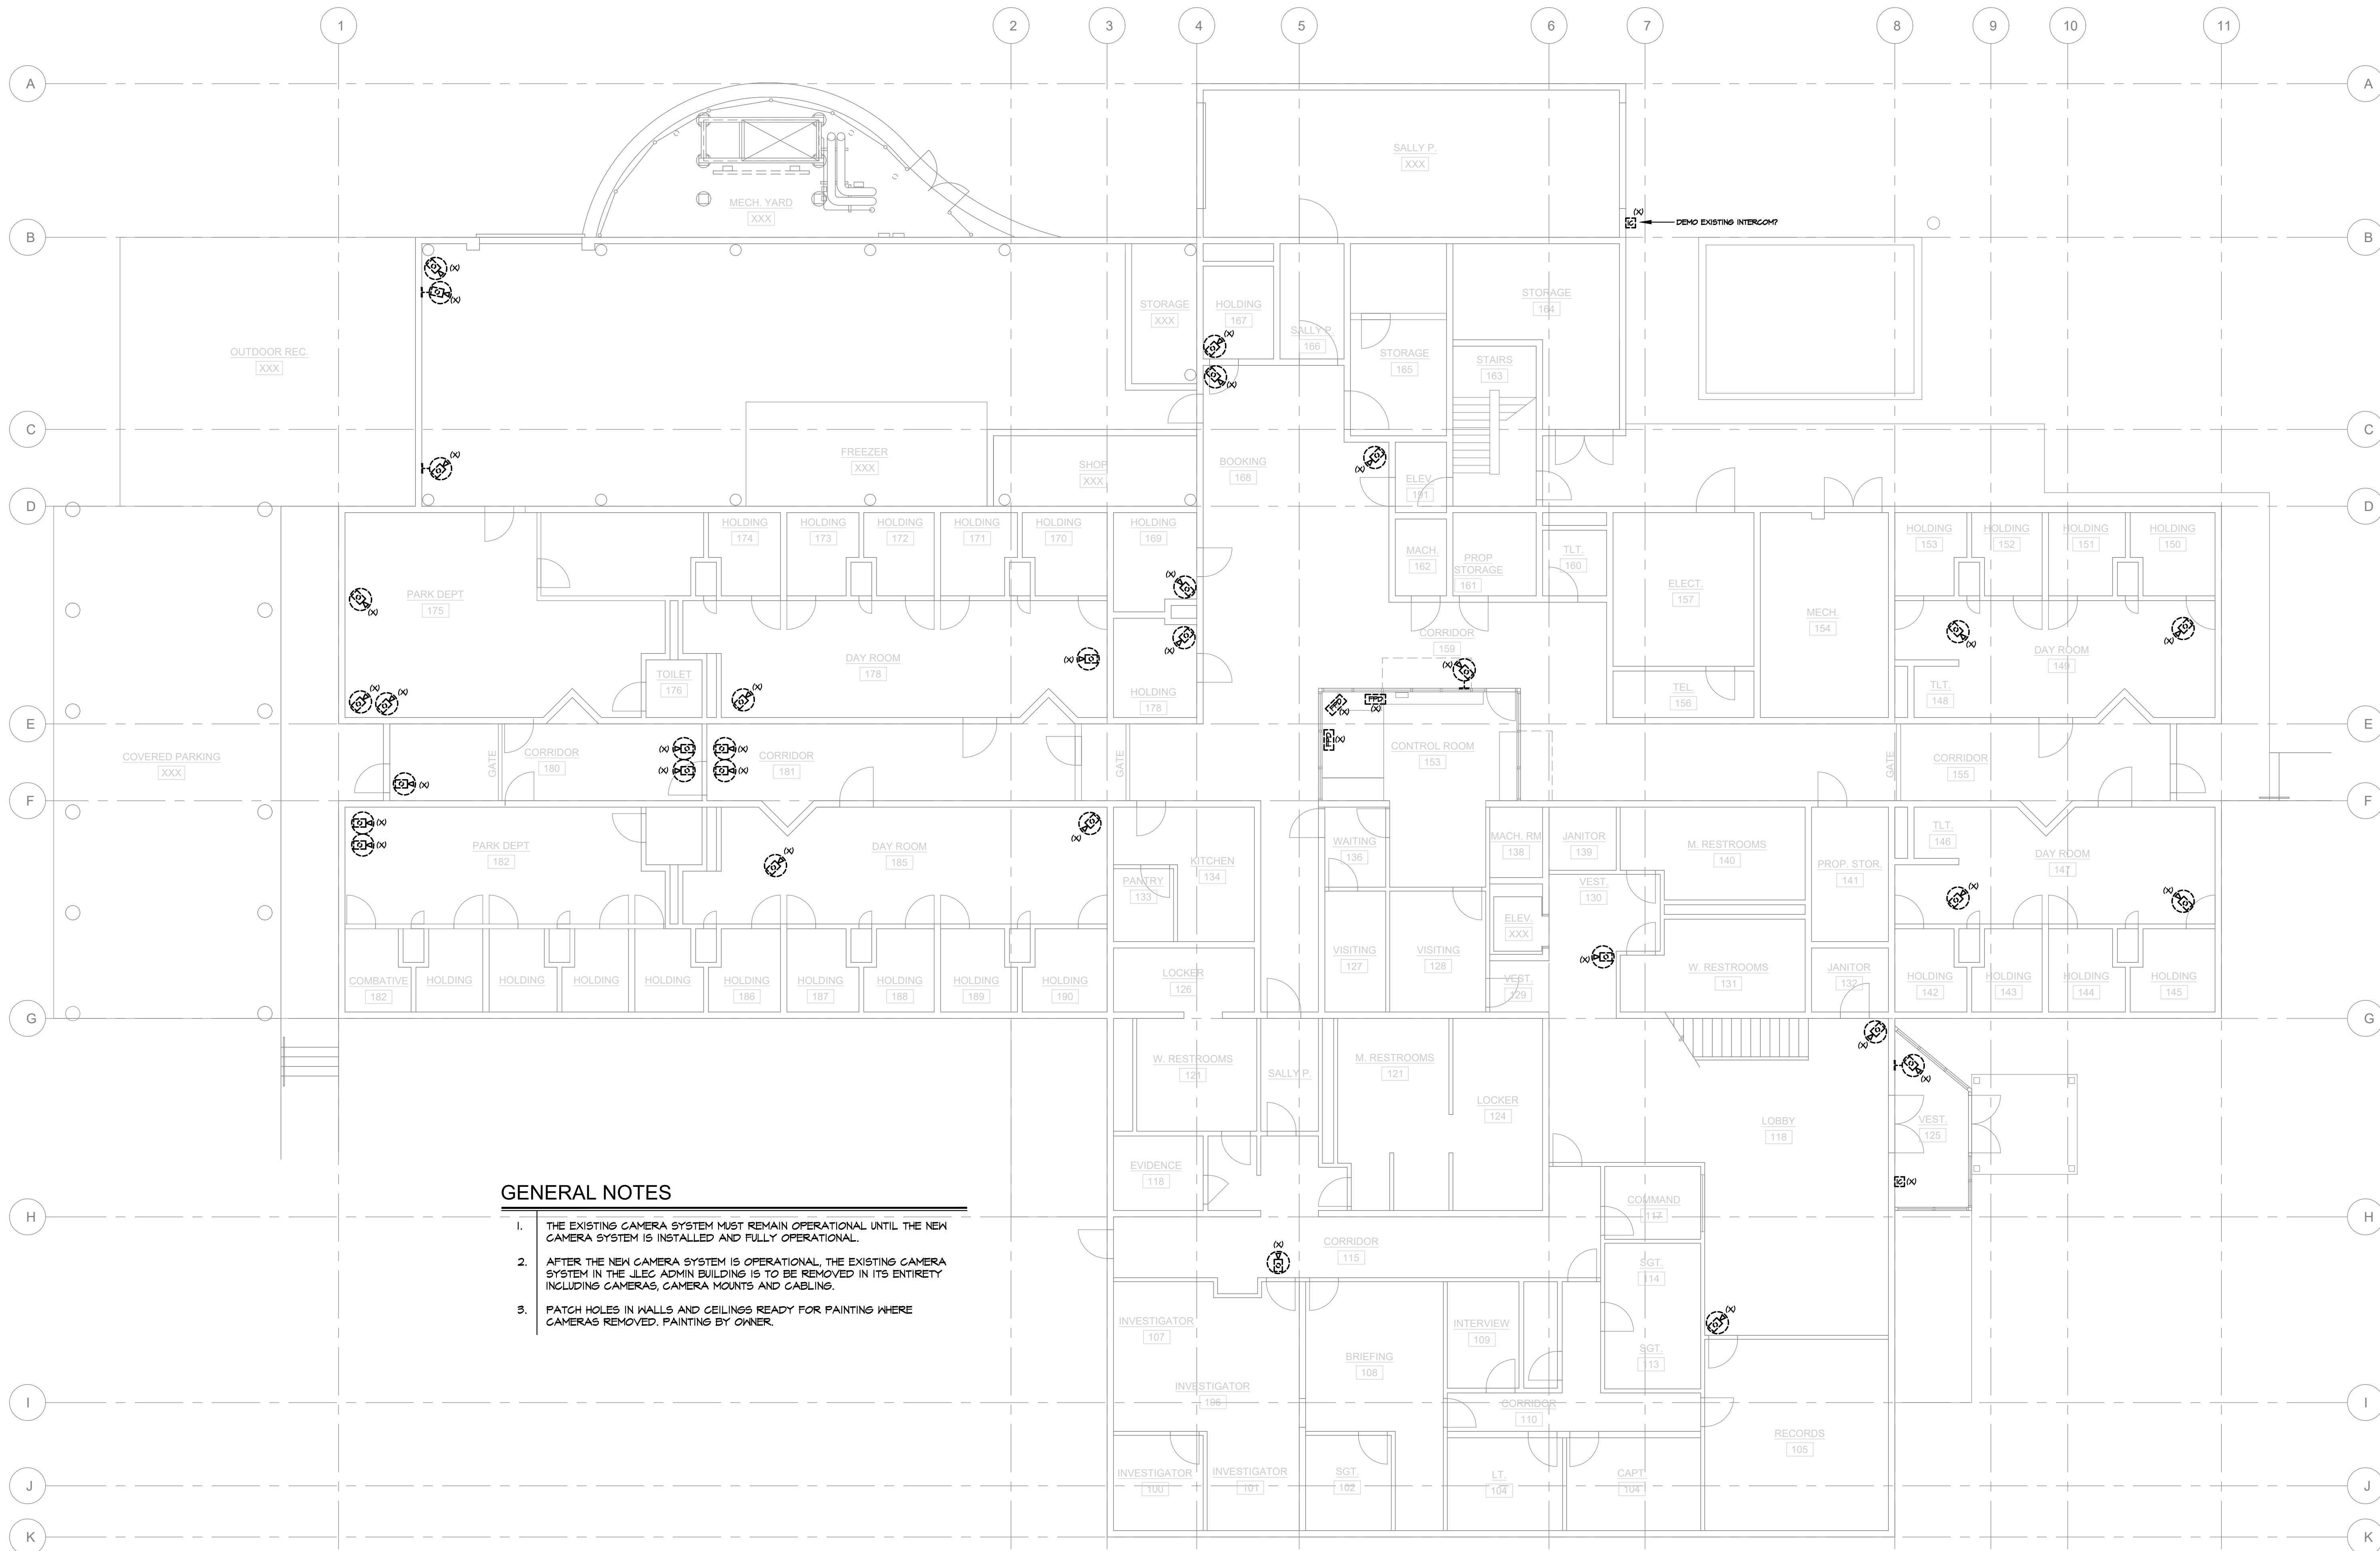 1 2 3 4 5 6 7 8 9 10 11
A A
SALLY P.
XXX
MECH. YARD
XXX
(X)
DEMO EXISTING INTERCOM?
B B
(X)
(X)
STORAGE
XXX
HOLDING
167
SALLY P.
166
STORAGE
164
STORAGE
165
STAIRS
163
OUTDOOR REC.
XXX
(X)
(X)
C C
FREEZER
XXX
SHOP
XXX
BOOKING
168
ELEV.
191
(X)
(X)
D D
HOLDING
174
HOLDING
173
HOLDING
172
HOLDING
171
HOLDING
170
HOLDING
169
MACH.
162
PROP
STORAGE
161
TLT.
160
ELECT.
157
MECH.
154
HOLDING
153
HOLDING
152
HOLDING
151
HOLDING
150
PARK DEPT
175
(X)
(X)
(X)
(X)
DAY ROOM
178
(X)
TOILET
176
(X)
(X)
(X)
HOLDING
178
CORRIDOR
159
(X)
FPD
(X)
FPD
(X)
FPD
(X)
TEL.
156
(X)
(X)
DAY ROOM
149
TLT.
148
E E
COVERED PARKING
XXX
GATE
CORRIDOR
180
(X)
(X)
(X)
(X)
(X)
CORRIDOR
181
GATE
CONTROL ROOM
153
GATE
CORRIDOR
155
F F
(X)
(X)
PARK DEPT
182
(X)
DAY ROOM
185
(X)
KITCHEN
134
PANTRY
133
WAITING
136
MACH. RM
138
JANITOR
139
M. RESTROOMS
140
PROP. STOR.
141
TLT.
146
DAY ROOM
147
(X)
(X)
VEST.
130
ELEV.
XXX
COMBATIVE
182
HOLDING
HOLDING
HOLDING
HOLDING
HOLDING
186
HOLDING
187
HOLDING
188
HOLDING
189
HOLDING
190
LOCKER
126
VISITING
127
VISITING
128
VEST.
129
(X)
W. RESTROOMS
131
JANITOR
132
HOLDING
142
HOLDING
143
HOLDING
144
HOLDING
145
G G
W. RESTROOMS
121
SALLY P.
M. RESTROOMS
121
LOCKER
124
(X)
(X)
LOBBY
118
VEST.
125
(X)
EVIDENCE
118
COMMAND
117
H H
GENERAL NOTES
1. THE EXISTING CAMERA SYSTEM MUST REMAIN OPERATIONAL UNTIL THE NEW
CAMERA SYSTEM IS INSTALLED AND FULLY OPERATIONAL.
2. AFTER THE NEW CAMERA SYSTEM IS OPERATIONAL, THE EXISTING CAMERA
SYSTEM IN THE JLEC ADMIN BUILDING IS TO BE REMOVED IN ITS ENTIRETY
INCLUDING CAMERAS, CAMERA MOUNTS AND CABLING.
3. PATCH HOLES IN WALLS AND CEILINGS READY FOR PAINTING WHERE
CAMERAS REMOVED. PAINTING BY OWNER.
(X)
CORRIDOR
115
SGT.
114
(X)
INVESTIGATOR
107
INTERVIEW
109
SGT.
113
BRIEFING
108
INVESTIGATOR
106
I I
CORRIDOR
110
RECORDS
105
INVESTIGATOR
100
INVESTIGATOR
101
SGT.
102
LT.
104
CAPT.
104
J J
K K